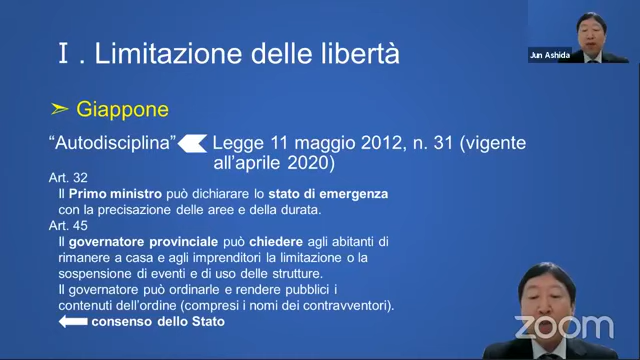 Ⅰ. Limitazione delle libertà
➣ Giappone
“Autodisciplina” Legge 11 maggio 2012, n. 31 (vigente
all’aprile 2020)
Art. 32
Il Primo ministro può dichiarare lo stato di emergenza
con la precisazione delle aree e della durata.
Art. 45
Il governatore provinciale può chiedere agli abitanti di
rimanere a casa e agli imprenditori la limitazione o la
sospensione di eventi e di uso delle strutture.
Il governatore può ordinarle e rendere pubblici i
contenuti dell’ordine (compresi i nomi dei contravventori).
consenso dello Stato
Jun Ashida
zoom